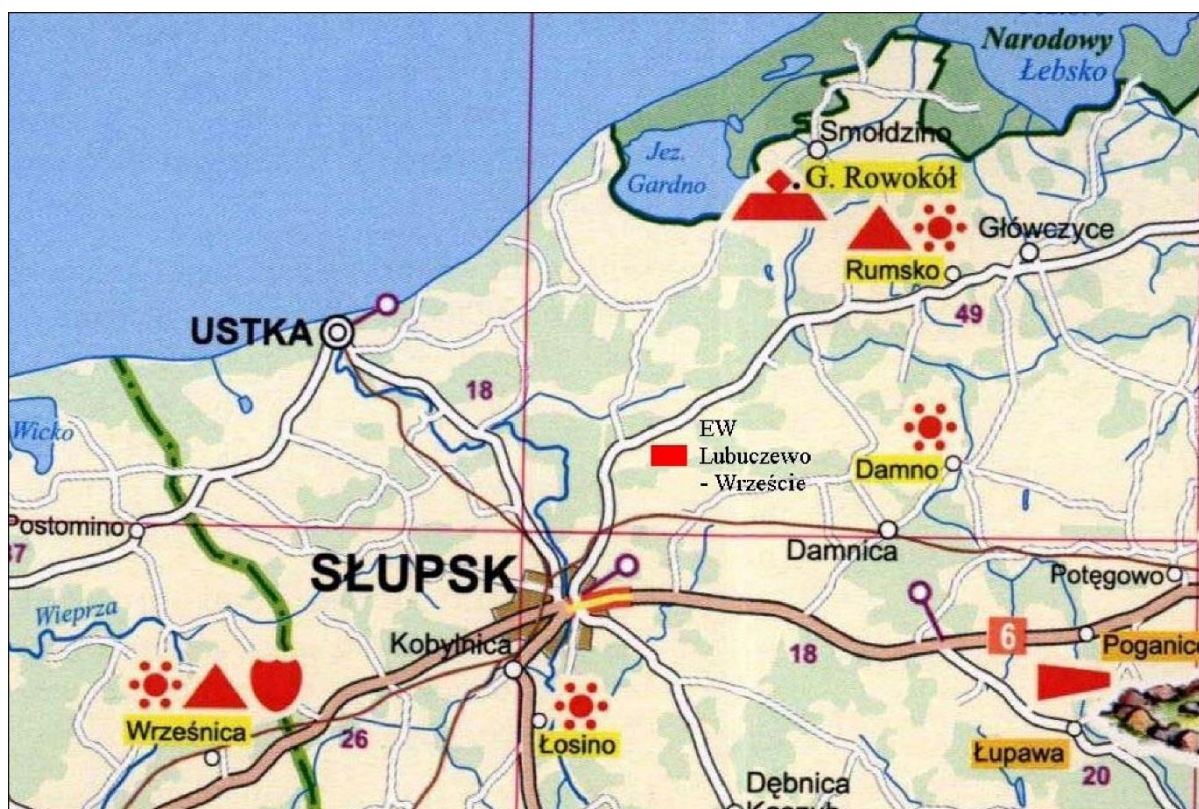 Narodowy
Łebsko
Smołdzino
Jez.
Gardno
G. Rowokół
Główczyce
Rumsko
49
USTKA
18
Wicko
EW
Lubuczewo
- Wrzeście
Damno
Postomino
37
SŁUPSK
Damnica
Potęgowo
Wieprza
Kobylnica
6
18
Poganice
Wrześnica
26
Łosino
Łupawa
20
Dębnica